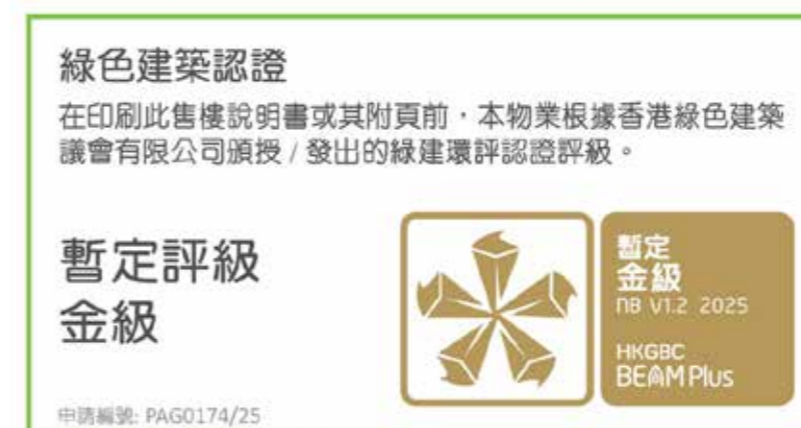 綠色建築認證
在印刷此售樓說明書或其附頁前，本物業根據香港綠色建築
議會有限公司頒授 / 發出的綠建環評認證評級。
暫定評級
金級
暫定
金級
NB V1.2 2025
HKGBC
BEAM Plus
申請編號: PAG0174/25